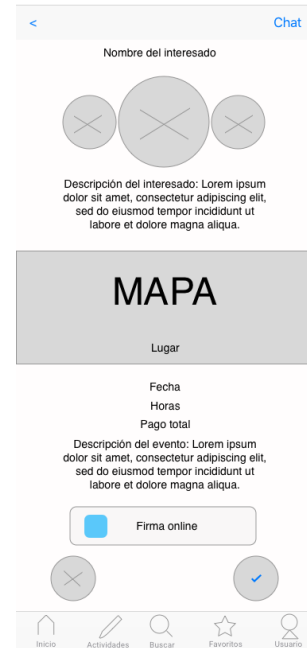 < Chat
Nombre del interesado
Descripción del interesado: Lorem ipsum
dolor sit amet, consectetur adipiscing elit,
sed do eiusmod tempor incididunt ut
labore et dolore magna aliqua.
MAPA
Lugar
Fecha
Horas
Pago total
Descripción del evento: Lorem ipsum
dolor sit amet, consectetur adipiscing elit,
sed do eiusmod tempor incididunt ut
labore et dolore magna aliqua.
Firma online
Inicio Actividades Buscar Favoritos Usuario